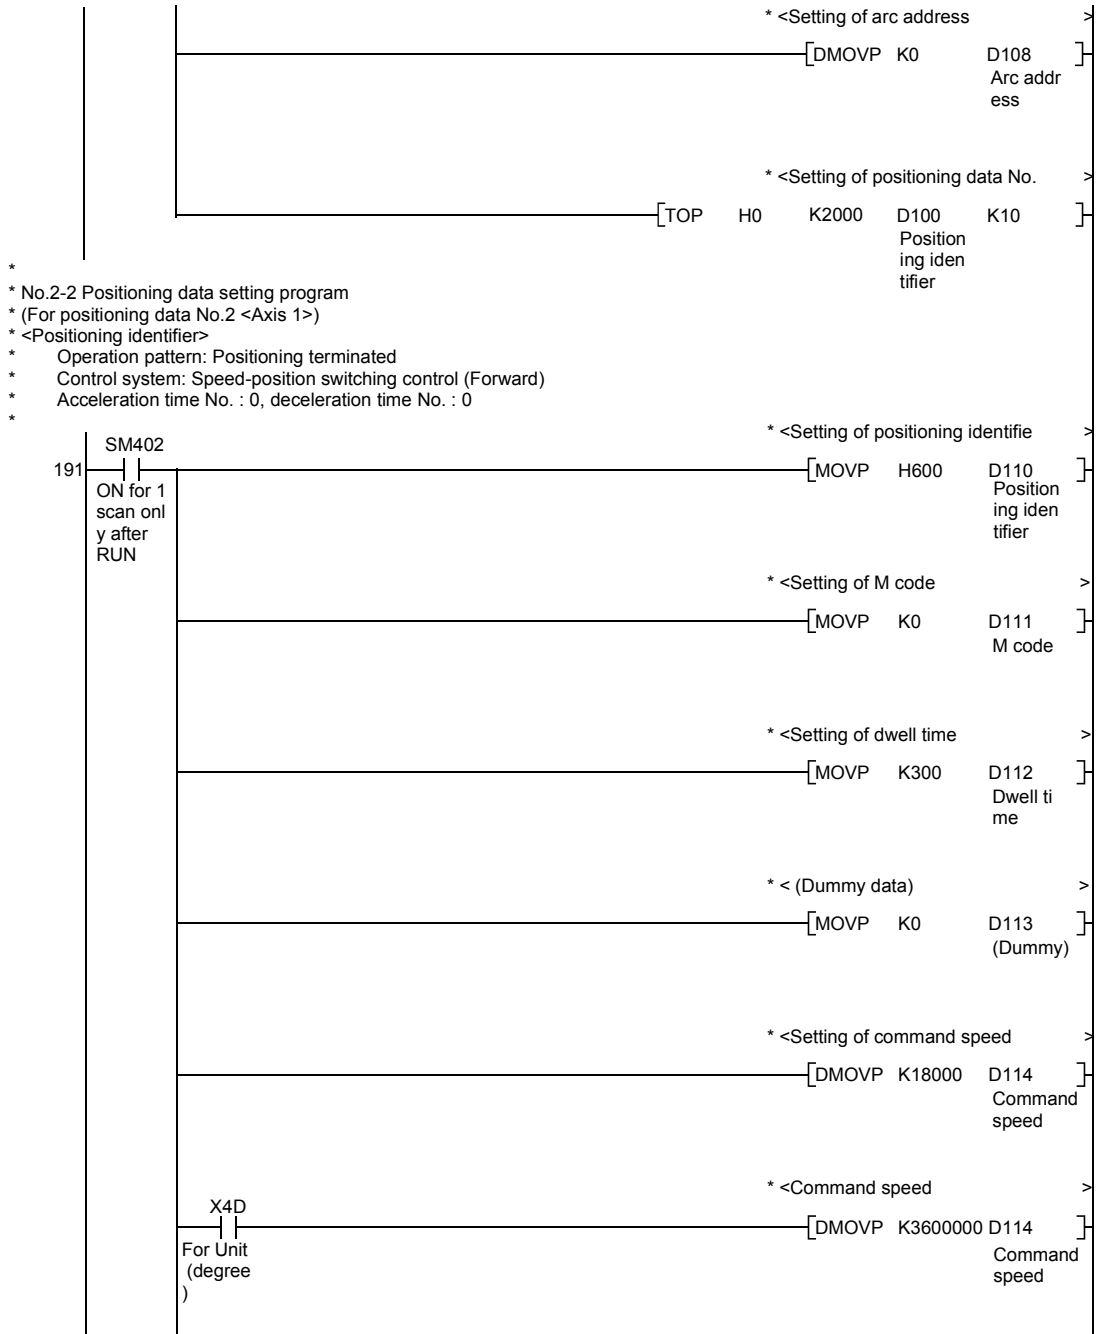 * <Setting of arc address >
DMOVP K0 D108
Arc addr
ess
* <Setting of positioning data No. >
TOP H0 K2000 D100 K10
Position
ing iden
tifier
*
* No.2-2 Positioning data setting program
* (For positioning data No.2 <Axis 1>)
* <Positioning identifier>
* Operation pattern: Positioning terminated
* Control system: Speed-position switching control (Forward)
* Acceleration time No. : 0, deceleration time No. : 0
*
* <Setting of positioning identifie >
SM402
191 MOVP H600 D110
ON for 1
scan onl
y after
RUN
Position
ing iden
tifier
* <Setting of M code >
MOVP K0 D111
M code
* <Setting of dwell time >
MOVP K300 D112
Dwell ti
me
* < (Dummy data) >
MOVP K0 D113
(Dummy)
* <Setting of command speed >
DMOVP K18000 D114
Command
speed
* <Command speed >
X4D
DMOVP K3600000 D114
For Unit
(degree
)
Command
speed